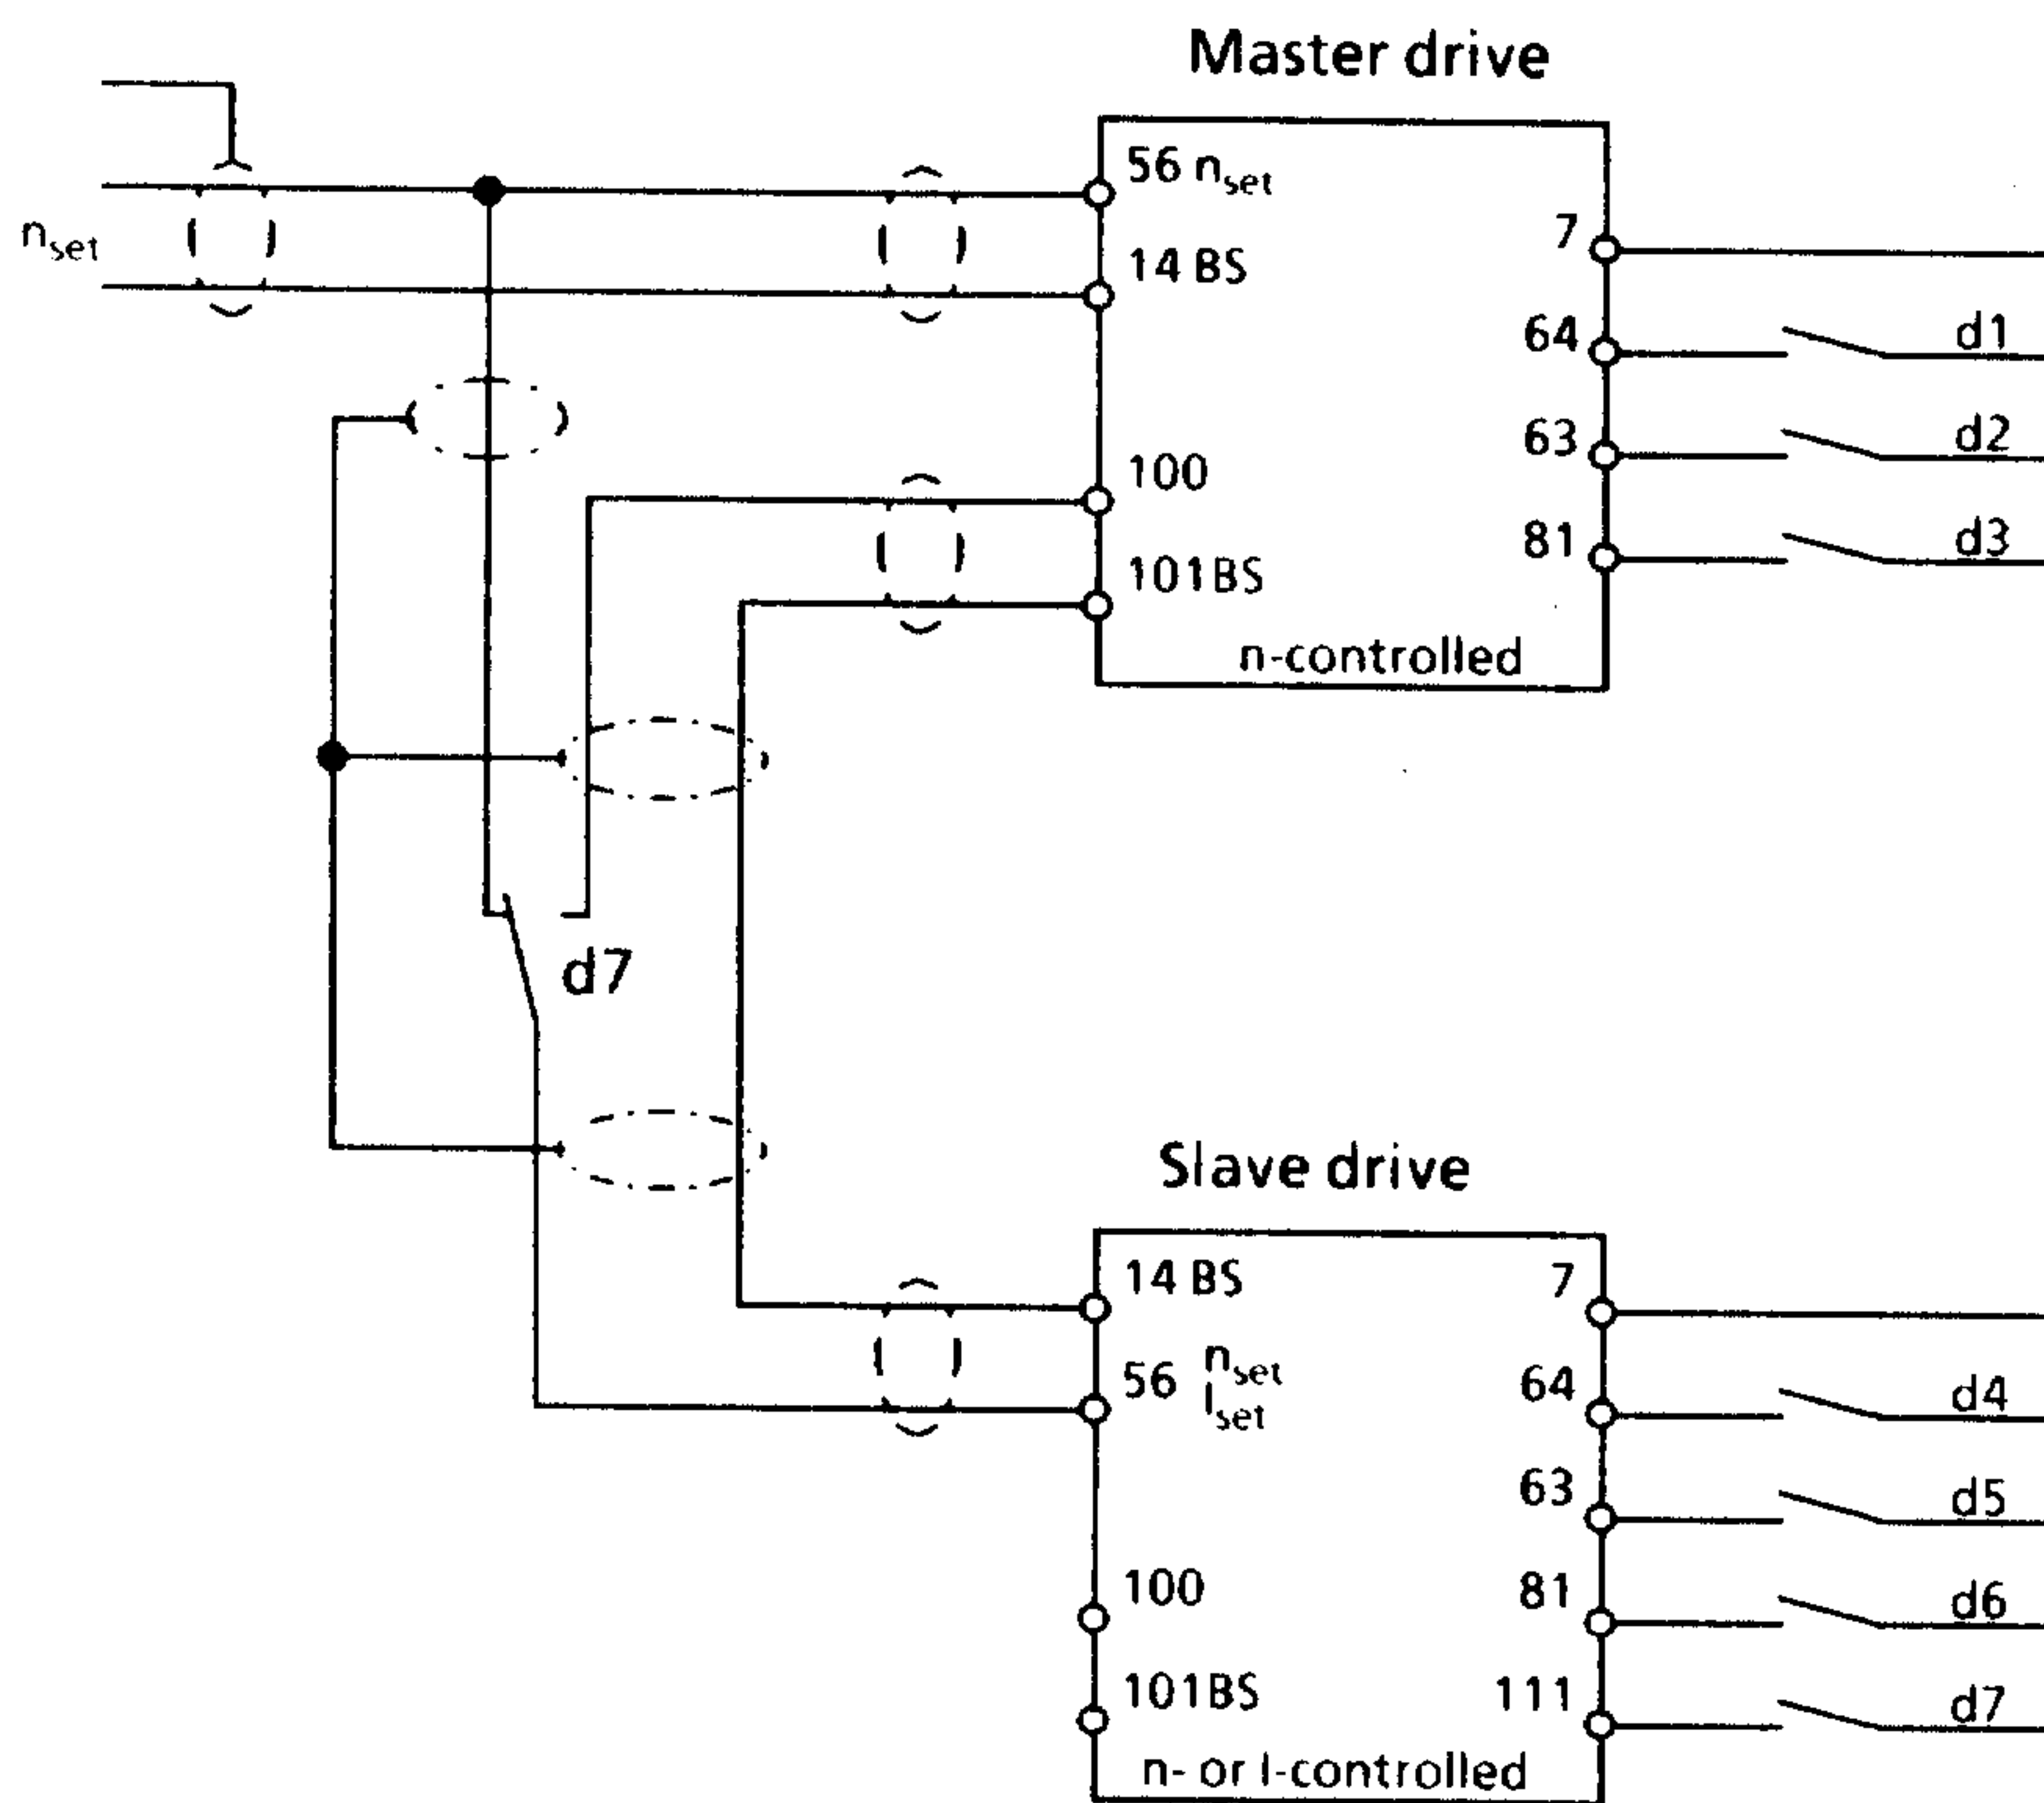 Master drive
56 nset
nset
14 BS
100
101BS
n-controlled
7
64
63
81
d1
d2
d3
d7
Slave drive
14 BS
56 nset
Iset
100
101BS
n- or I-controlled
7
64
63
81
111
d4
d5
d6
d7